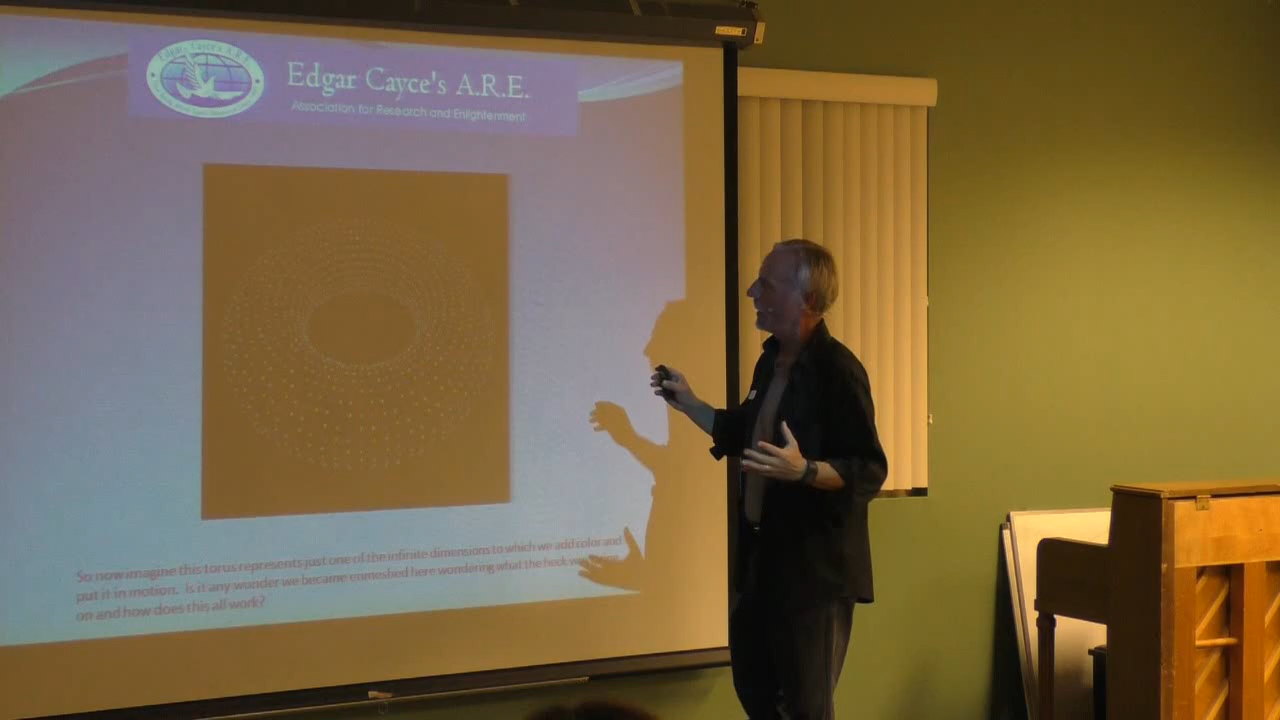 Edgar Cayce's A.R.E.
Edgar Cayce's A.R.E.
Association for Research and Enlightenment
So now imagine this torus represents just one of the infinite dimensions to which we add color and
put it in motion. Is it any wonder we became enmeshed here wondering what the heck
on and how does this all work?